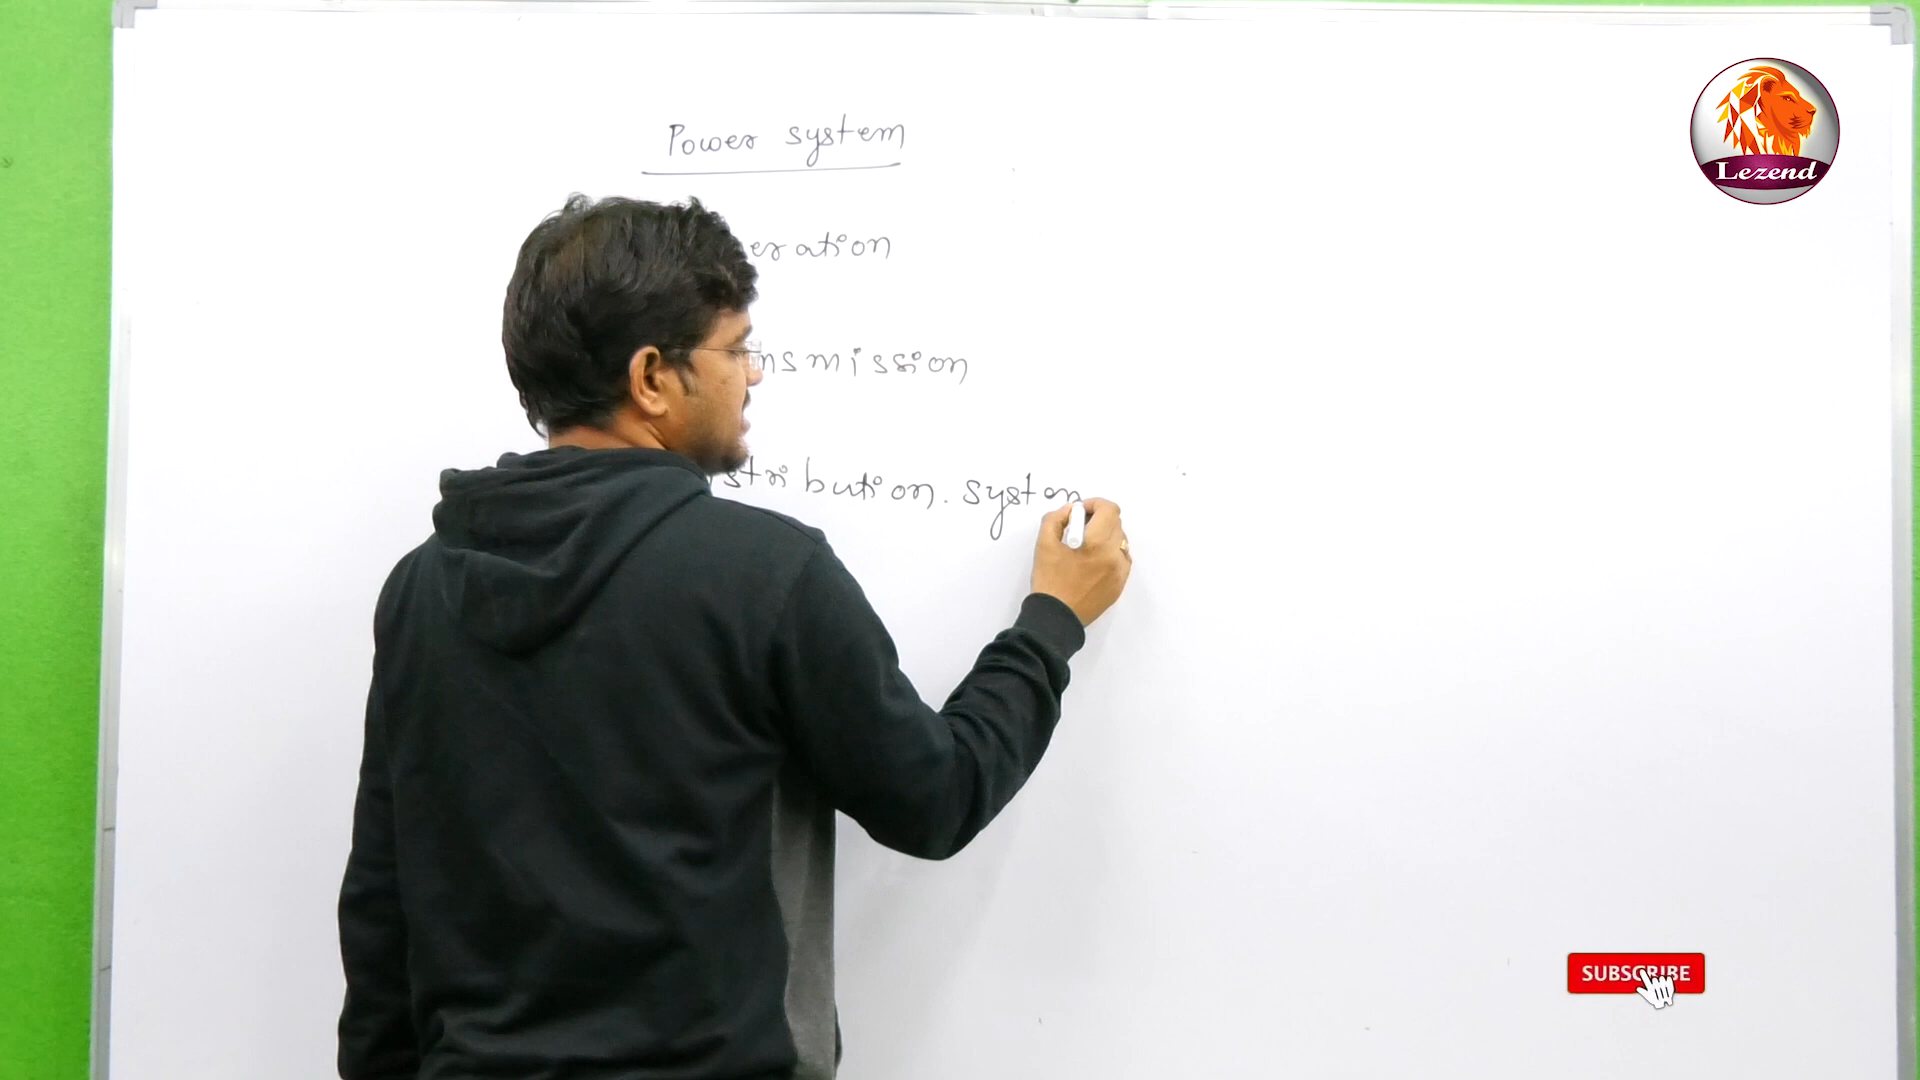 Power system
eration
nsmission
stribution. system
Lezend
SUBSCRIBE